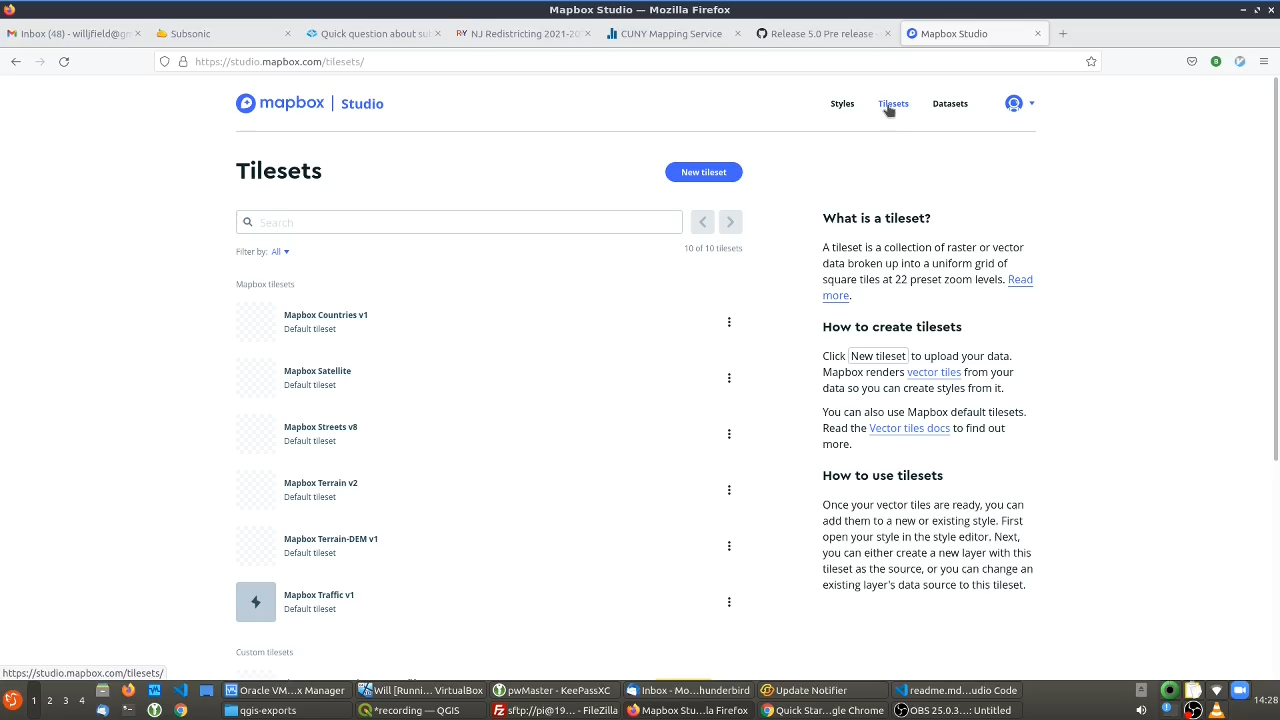 Mapbox Studio — Mozilla Firefox
Inbox (48) - willjfield@gm
Subsonic
Quick question about su
NJ Redistricting 2021-20
CUNY Mapping Service
Release 5.0 Pre release
Mapbox Studio
https://studio.mapbox.com/tilesets/
mapbox | Studio
Styles
Tilesets
Datasets
Tilesets
New tileset
Search
Filter by: All
10 of 10 tilesets
Mapbox tilesets
Mapbox Countries v1
Default tileset
Mapbox Satellite
Default tileset
Mapbox Streets v8
Default tileset
Mapbox Terrain v2
Default tileset
Mapbox Terrain-DEM v1
Default tileset
Mapbox Traffic v1
Default tileset
Custom tilesets
What is a tileset?
A tileset is a collection of raster or vector
data broken up into a uniform grid of
square tiles at 22 preset zoom levels. Read
more.
How to create tilesets
Click New tileset to upload your data.
Mapbox renders vector tiles from your
data so you can create styles from it.
You can also use Mapbox default tilesets.
Read the Vector tiles docs to find out
more.
How to use tilesets
Once your vector tiles are ready, you can
add them to a new or existing style. First
open your style in the style editor. Next,
you can either create a new layer with this
tileset as the source, or you can change an
existing layer's data source to this tileset.
https://studio.mapbox.com/tilesets/
1 2 3 4
Oracle VM...x Manager
Will [Runni... VirtualBox
pwMaster - KeePassXC
Inbox - Mo...hunderbird
Update Notifier
readme.md...udio Code
qgis-exports
*recording — QGIS
sftp://pi@19... - FileZilla
Mapbox Stu...la Firefox
Quick Star...gle Chrome
OBS 25.0.3...: Untitled
14:28